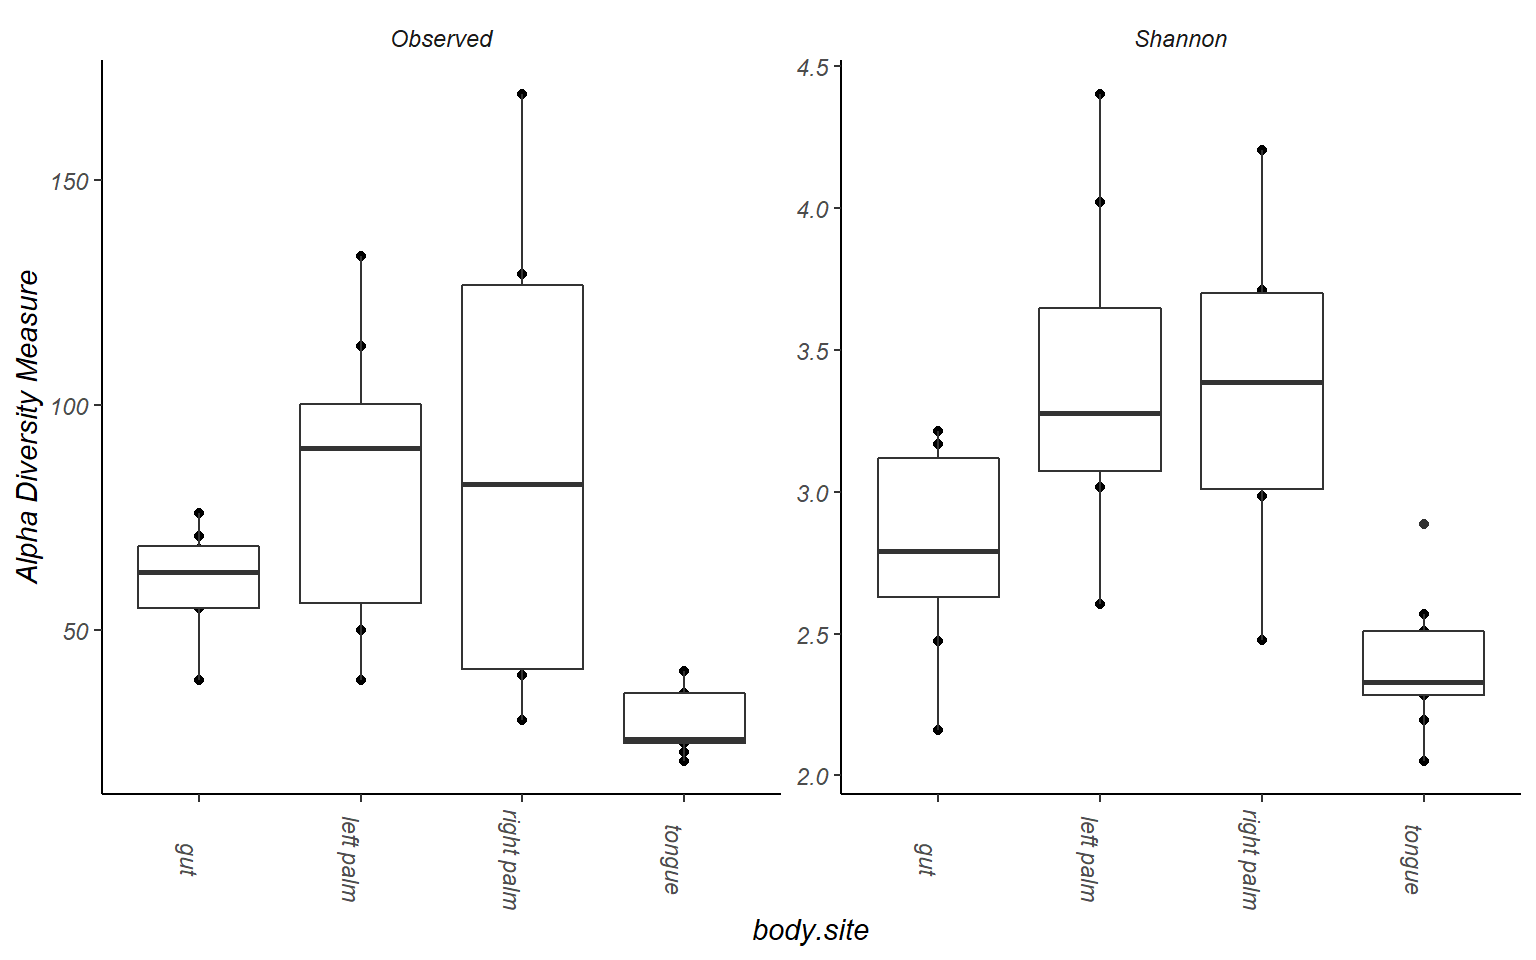 Observed
Shannon
Alpha Diversity Measure
150
100
50
4.5
4.0
3.5
3.0
2.5
2.0
gut
left palm
right palm
tongue
gut
left palm
right palm
tongue
body.site